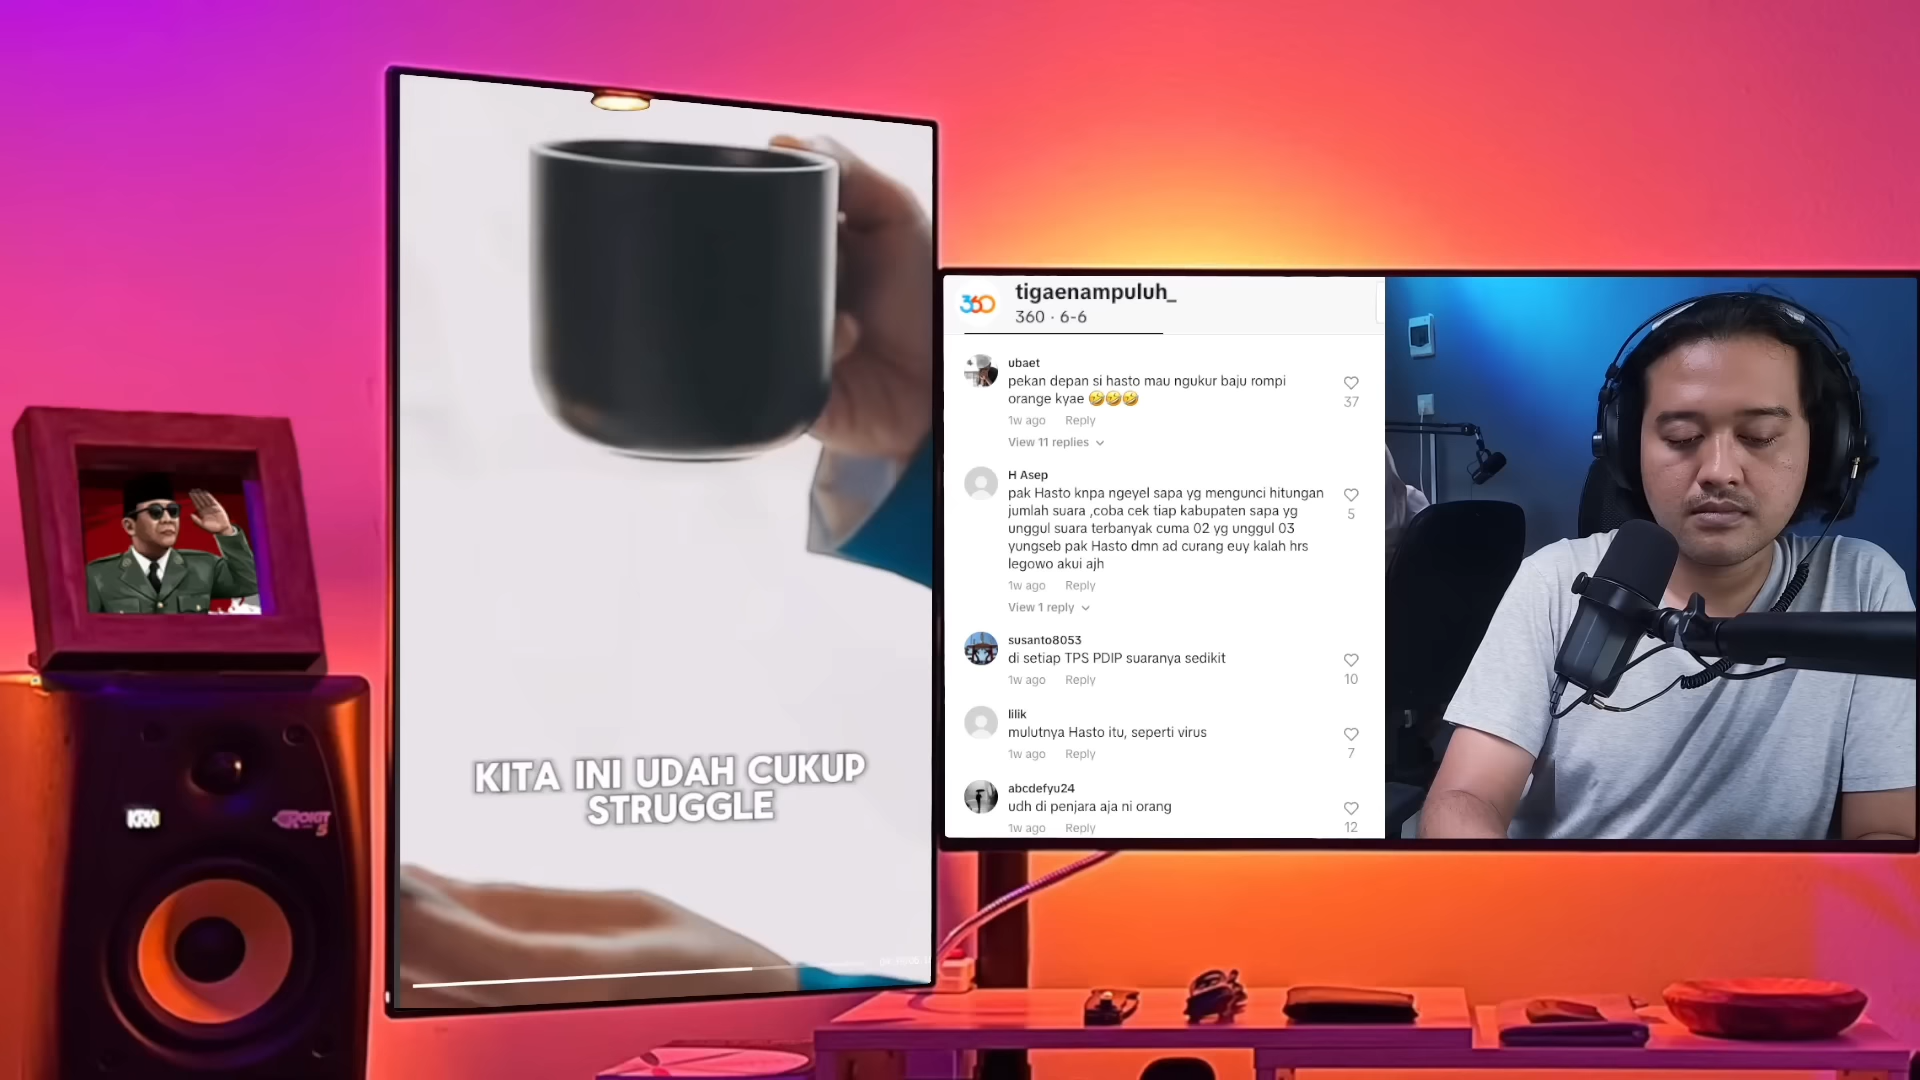 KITA INI UDAH CUKUP
STRUGGLE
360
tigaenampuluh_
360 · 6-6
ubaet
pekan depan si hasto mau ngukur baju rompi
orange kyae 🤣🤣🤣
37
1w ago Reply
View 11 replies
H Asep
pak Hasto knpa ngeyel sapa yg mengunci hitungan
jumlah suara ,coba cek tiap kabupaten sapa yg
unggul suara terbanyak cuma 02 yg unggul 03
yungseb pak Hasto dmn ad curang euy kalah hrs
legowo akui ajh
5
1w ago Reply
View 1 reply
susanto8053
di setiap TPS PDIP suaranya sedikit
10
1w ago Reply
lilik
mulutnya Hasto itu, seperti virus
7
1w ago Reply
abcdefyu24
udh di penjara aja ni orang
12
1w ago Reply
KRK
ROKIT
5